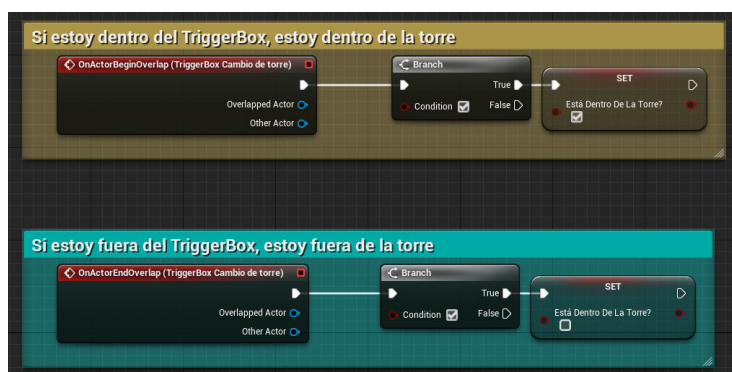 Si estoy dentro del TriggerBox, estoy dentro de la torre
OnActorBeginOverlap (TriggerBox Cambio de torre)
Overlapped Actor
Other Actor
Branch
True
Condition
False
SET
Está Dentro De La Torre?
Si estoy fuera del TriggerBox, estoy fuera de la torre
OnActorEndOverlap (TriggerBox Cambio de torre)
Overlapped Actor
Other Actor
Branch
True
Condition
False
SET
Está Dentro De La Torre?